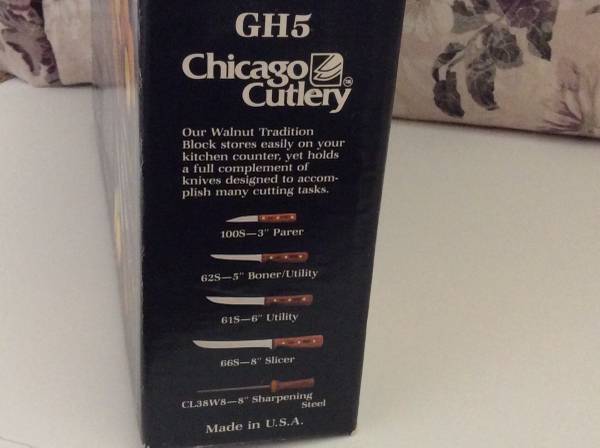 GH5
Chicago
Cutlery®
Our Walnut Tradition
Block stores easily on your
kitchen counter, yet holds
a full complement of
knives designed to accom-
plish many cutting tasks.
100S—3" Parer
62S—5" Boner/Utility
61S—6" Utility
66S—8" Slicer
CL38W8—8" Sharpening
Steel
Made in U.S.A.